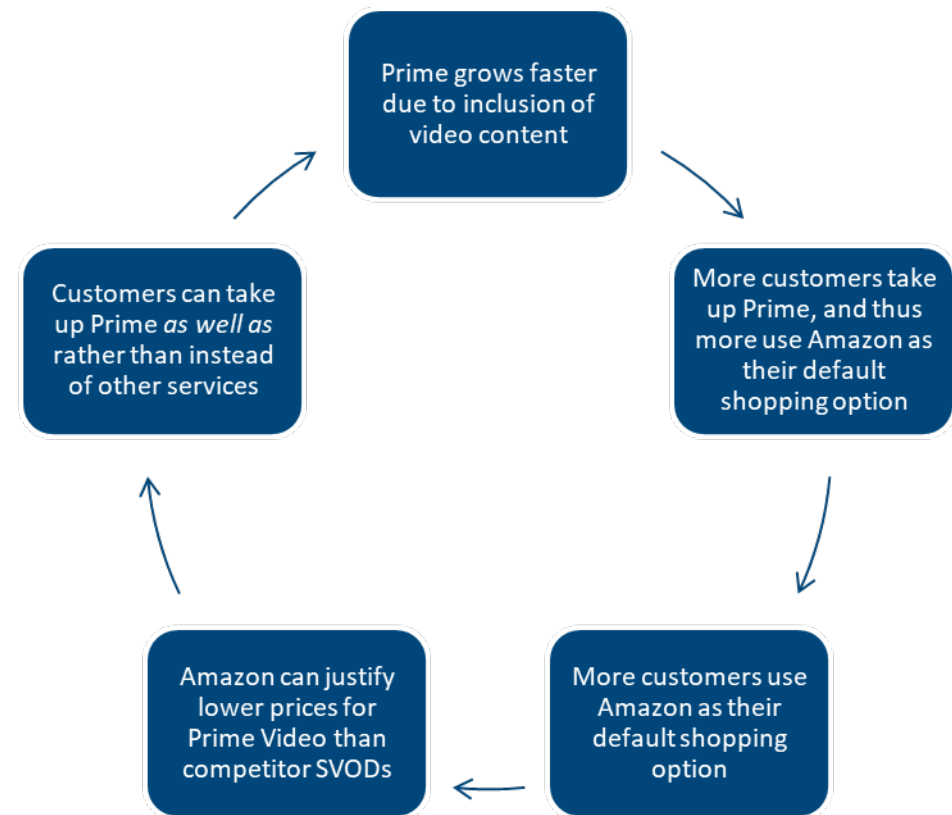 Prime grows faster
due to inclusion of
video content
More customers take
up Prime, and thus
more use Amazon as
their default
shopping option
More customers use
Amazon as their
default shopping
option
Amazon can justify
lower prices for
Prime Video than
competitor SVODs
Customers can take
up Prime as well as
rather than instead
of other services